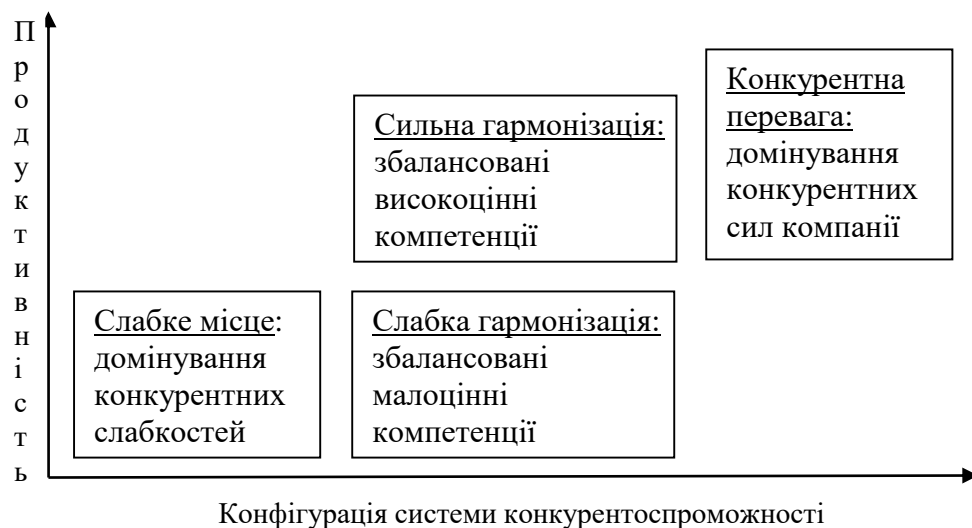 Продуктивність
Сильна гармонізація:
збалансовані
високоцінні
компетенції
Конкурентна
перевага:
домінування
конкурентних
сил компанії
Слабке місце:
домінування
конкурентних
слабкостей
Слабка гармонізація:
збалансовані
малоцінні
компетенції
Конфігурація системи конкурентоспроможності